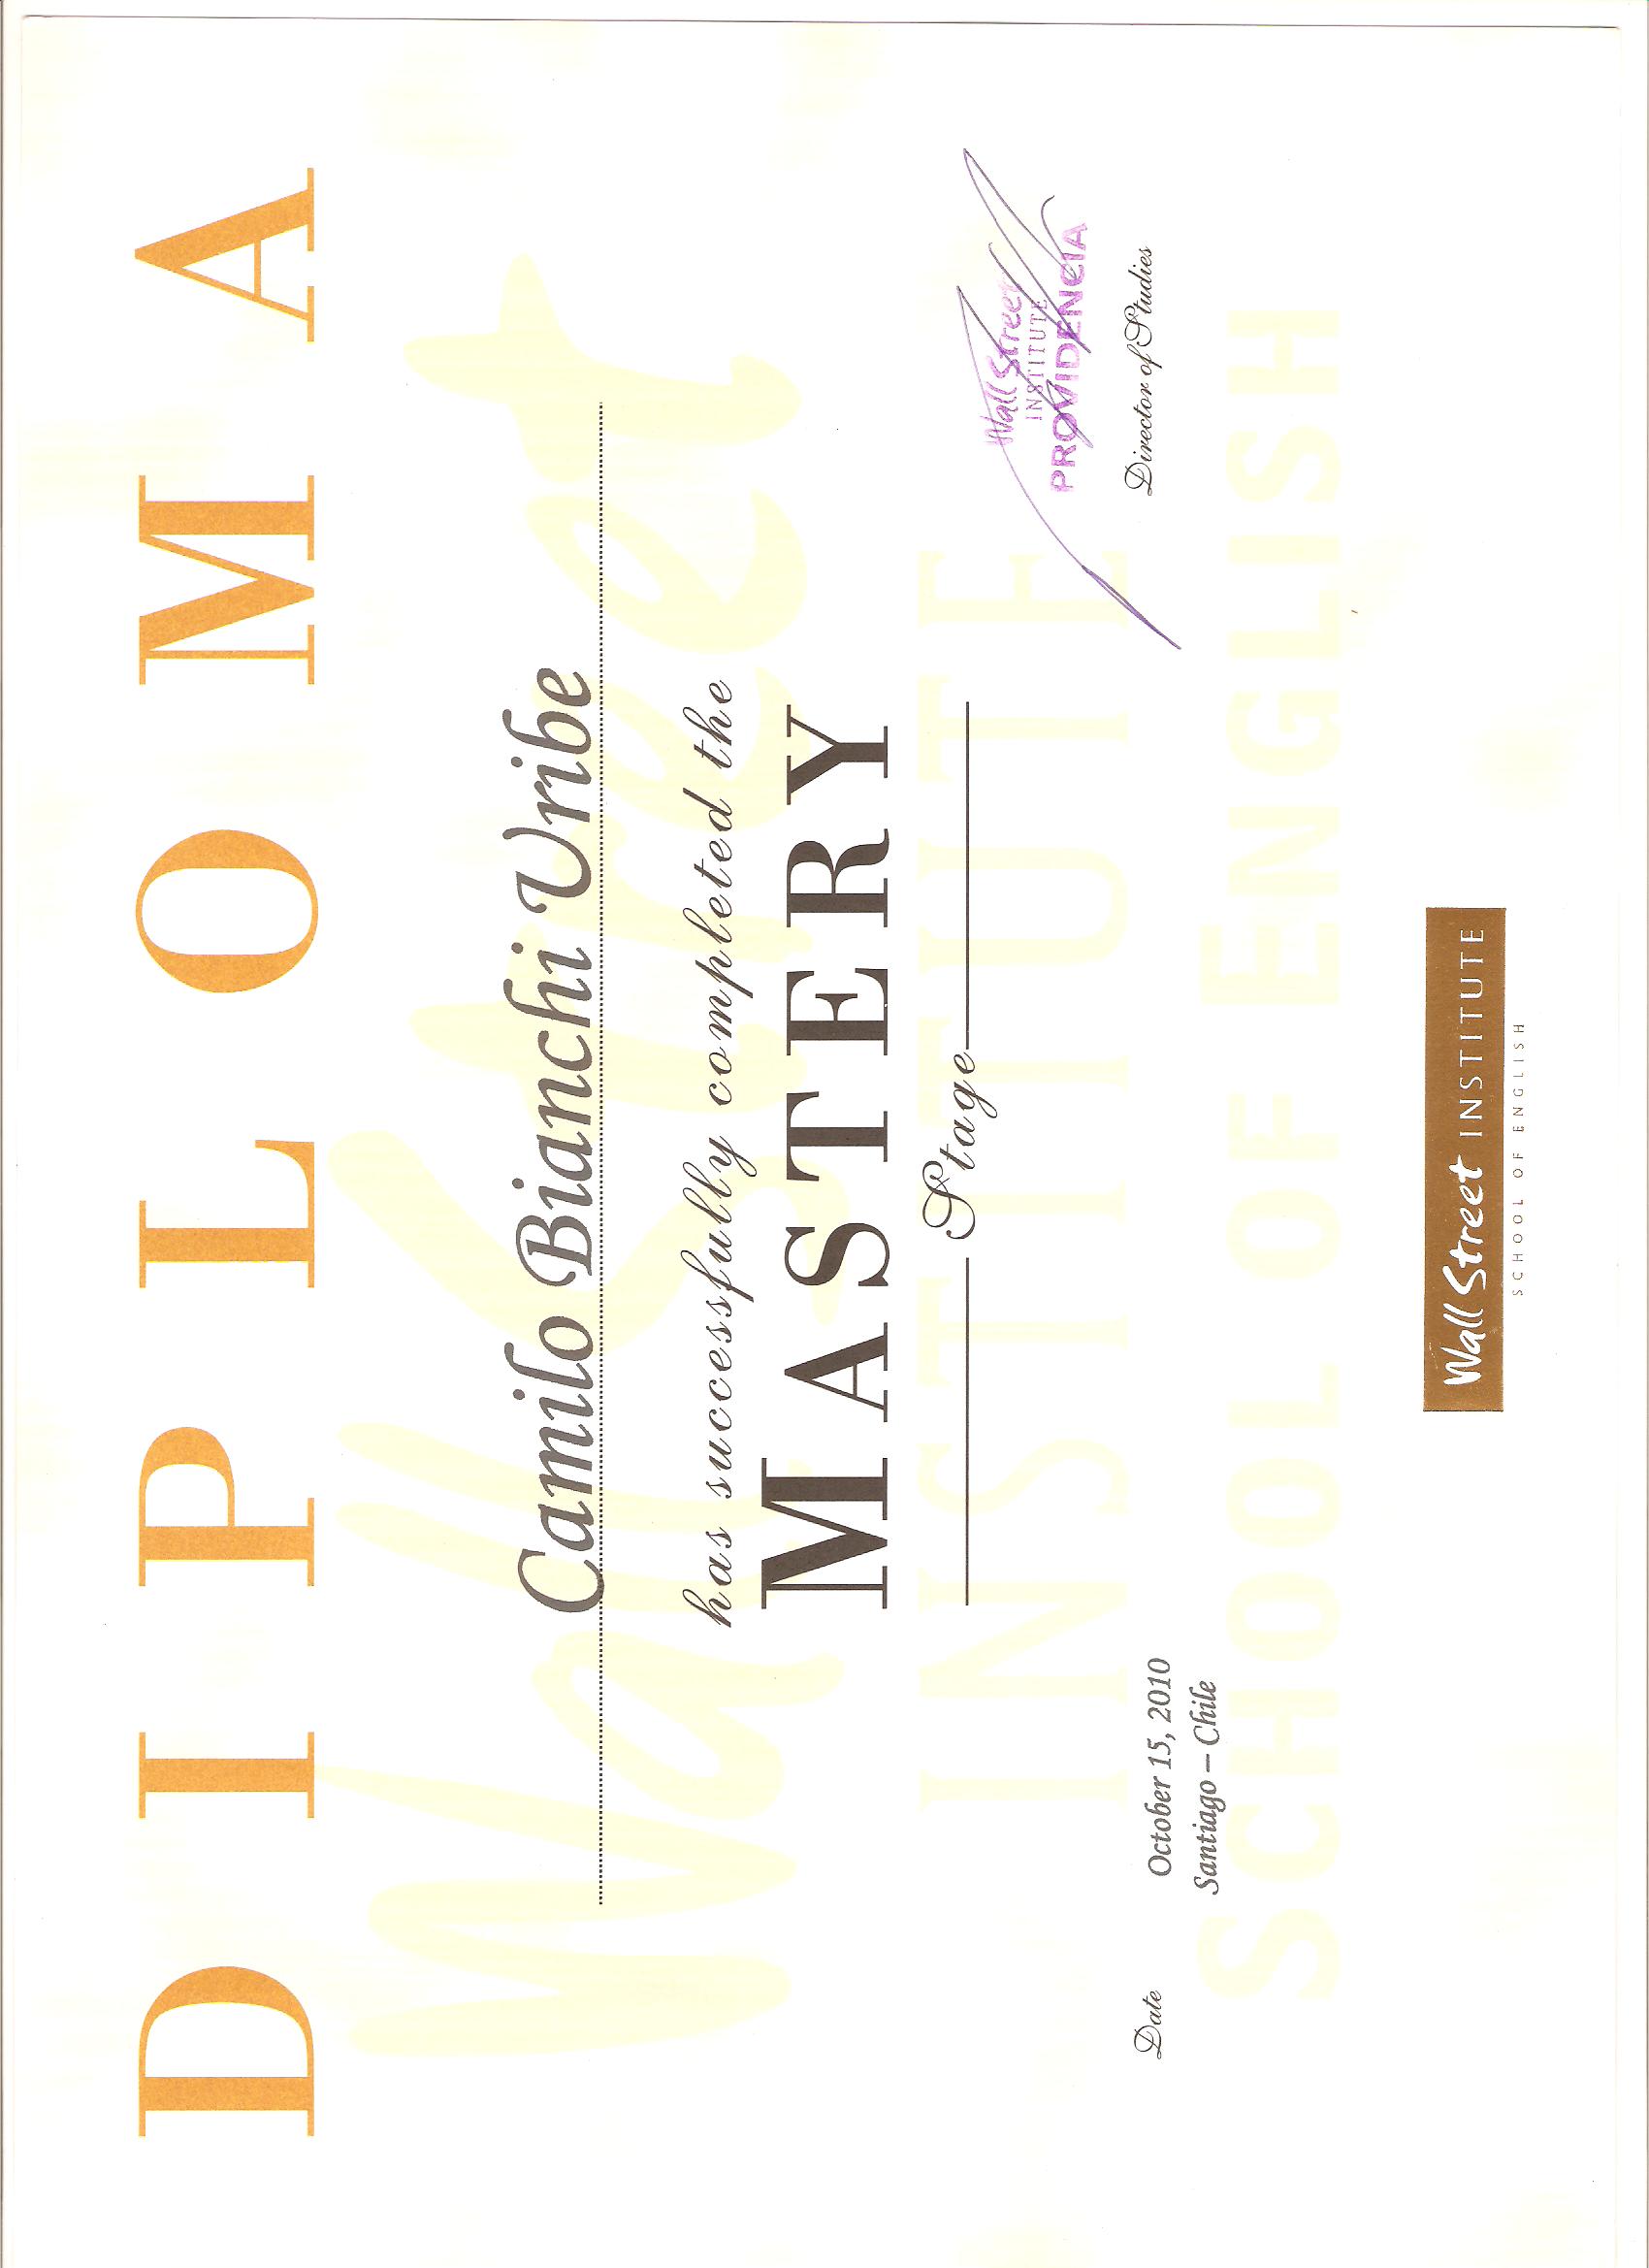 DIPLOMA
Camilo Bianchi Uribe
has successfully completed the
MASTERY
Stage
Wall Street
INSTITUTE
PROVIDENCIA
Director of Studies
Date
October 15, 2010
Santiago – Chile
Wall Street
INSTITUTE
SCHOOL OF ENGLISH
Wall Street INSTITUTE
SCHOOL OF ENGLISH